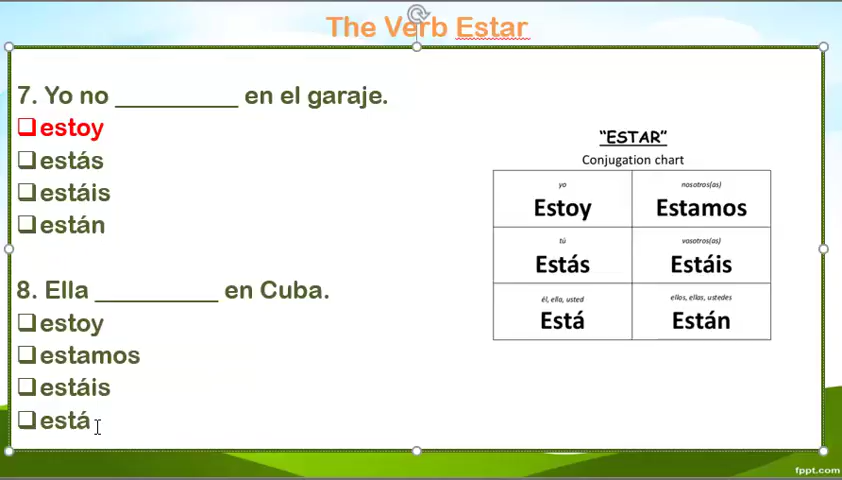 The Verb Estar
7. Yo no __________ en el garaje.
estoy
estás
estáis
están
8. Ella __________ en Cuba.
estoy
estamos
estáis
está
"ESTAR"
Conjugation chart
yo
Estoy
nosotros(as)
Estamos
tú
Estás
vosotros(as)
Estáis
él, ella, usted
Está
ellos, ellas, ustedes
Están
fppt.com